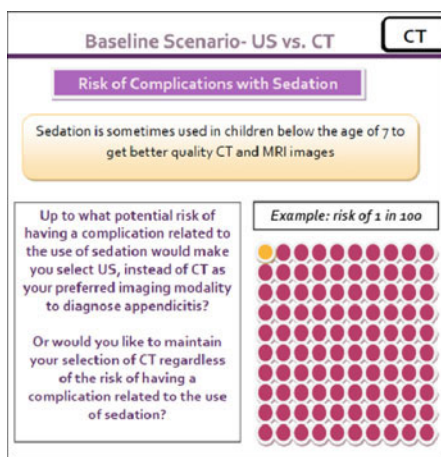 Baseline Scenario- US vs. CT
CT
Risk of Complications with Sedation
Sedation is sometimes used in children below the age of 7 to
get better quality CT and MRI images
Up to what potential risk of
having a complication related to
the use of sedation would make
you select US, instead of CT as
your preferred imaging modality
to diagnose appendicitis?
Or would you like to maintain
your selection of CT regardless
of the risk of having a
complication related to the use
of sedation?
Example: risk of 1 in 100